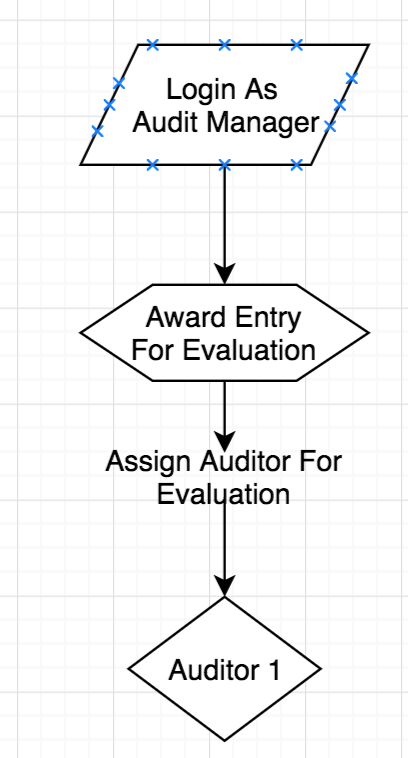 Login As
Audit Manager
Award Entry
For Evaluation
Assign Auditor For
Evaluation
Auditor 1